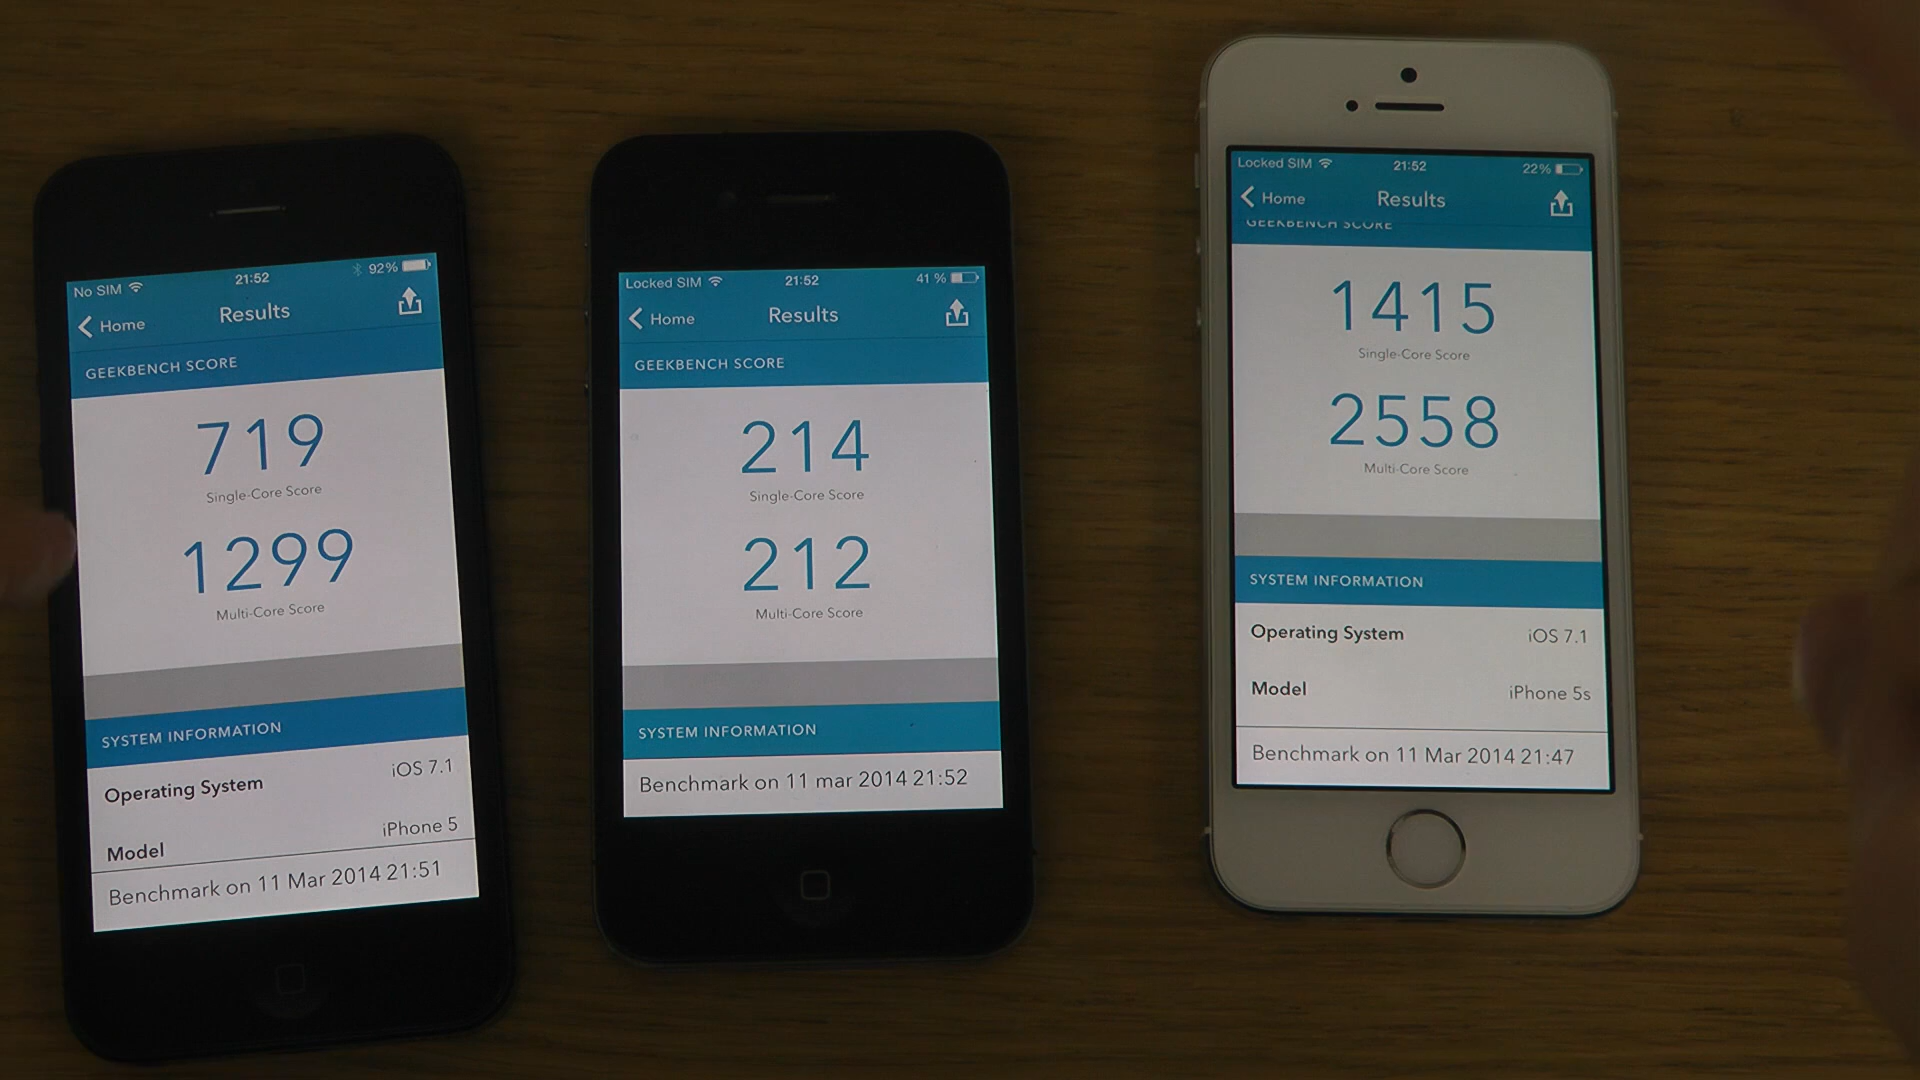 No SIM 21:52 92%
Home Results
GEEKBENCH SCORE
719
Single-Core Score
1299
Multi-Core Score
SYSTEM INFORMATION
Operating System iOS 7.1
Model iPhone 5
Benchmark on 11 Mar 2014 21:51
Locked SIM 21:52 41 %
Home Results
GEEKBENCH SCORE
214
Single-Core Score
212
Multi-Core Score
SYSTEM INFORMATION
Benchmark on 11 mar 2014 21:52
Locked SIM 21:52 22%
Home Results
GEEKBENCH SCORE
1415
Single-Core Score
2558
Multi-Core Score
SYSTEM INFORMATION
Operating System iOS 7.1
Model iPhone 5s
Benchmark on 11 Mar 2014 21:47